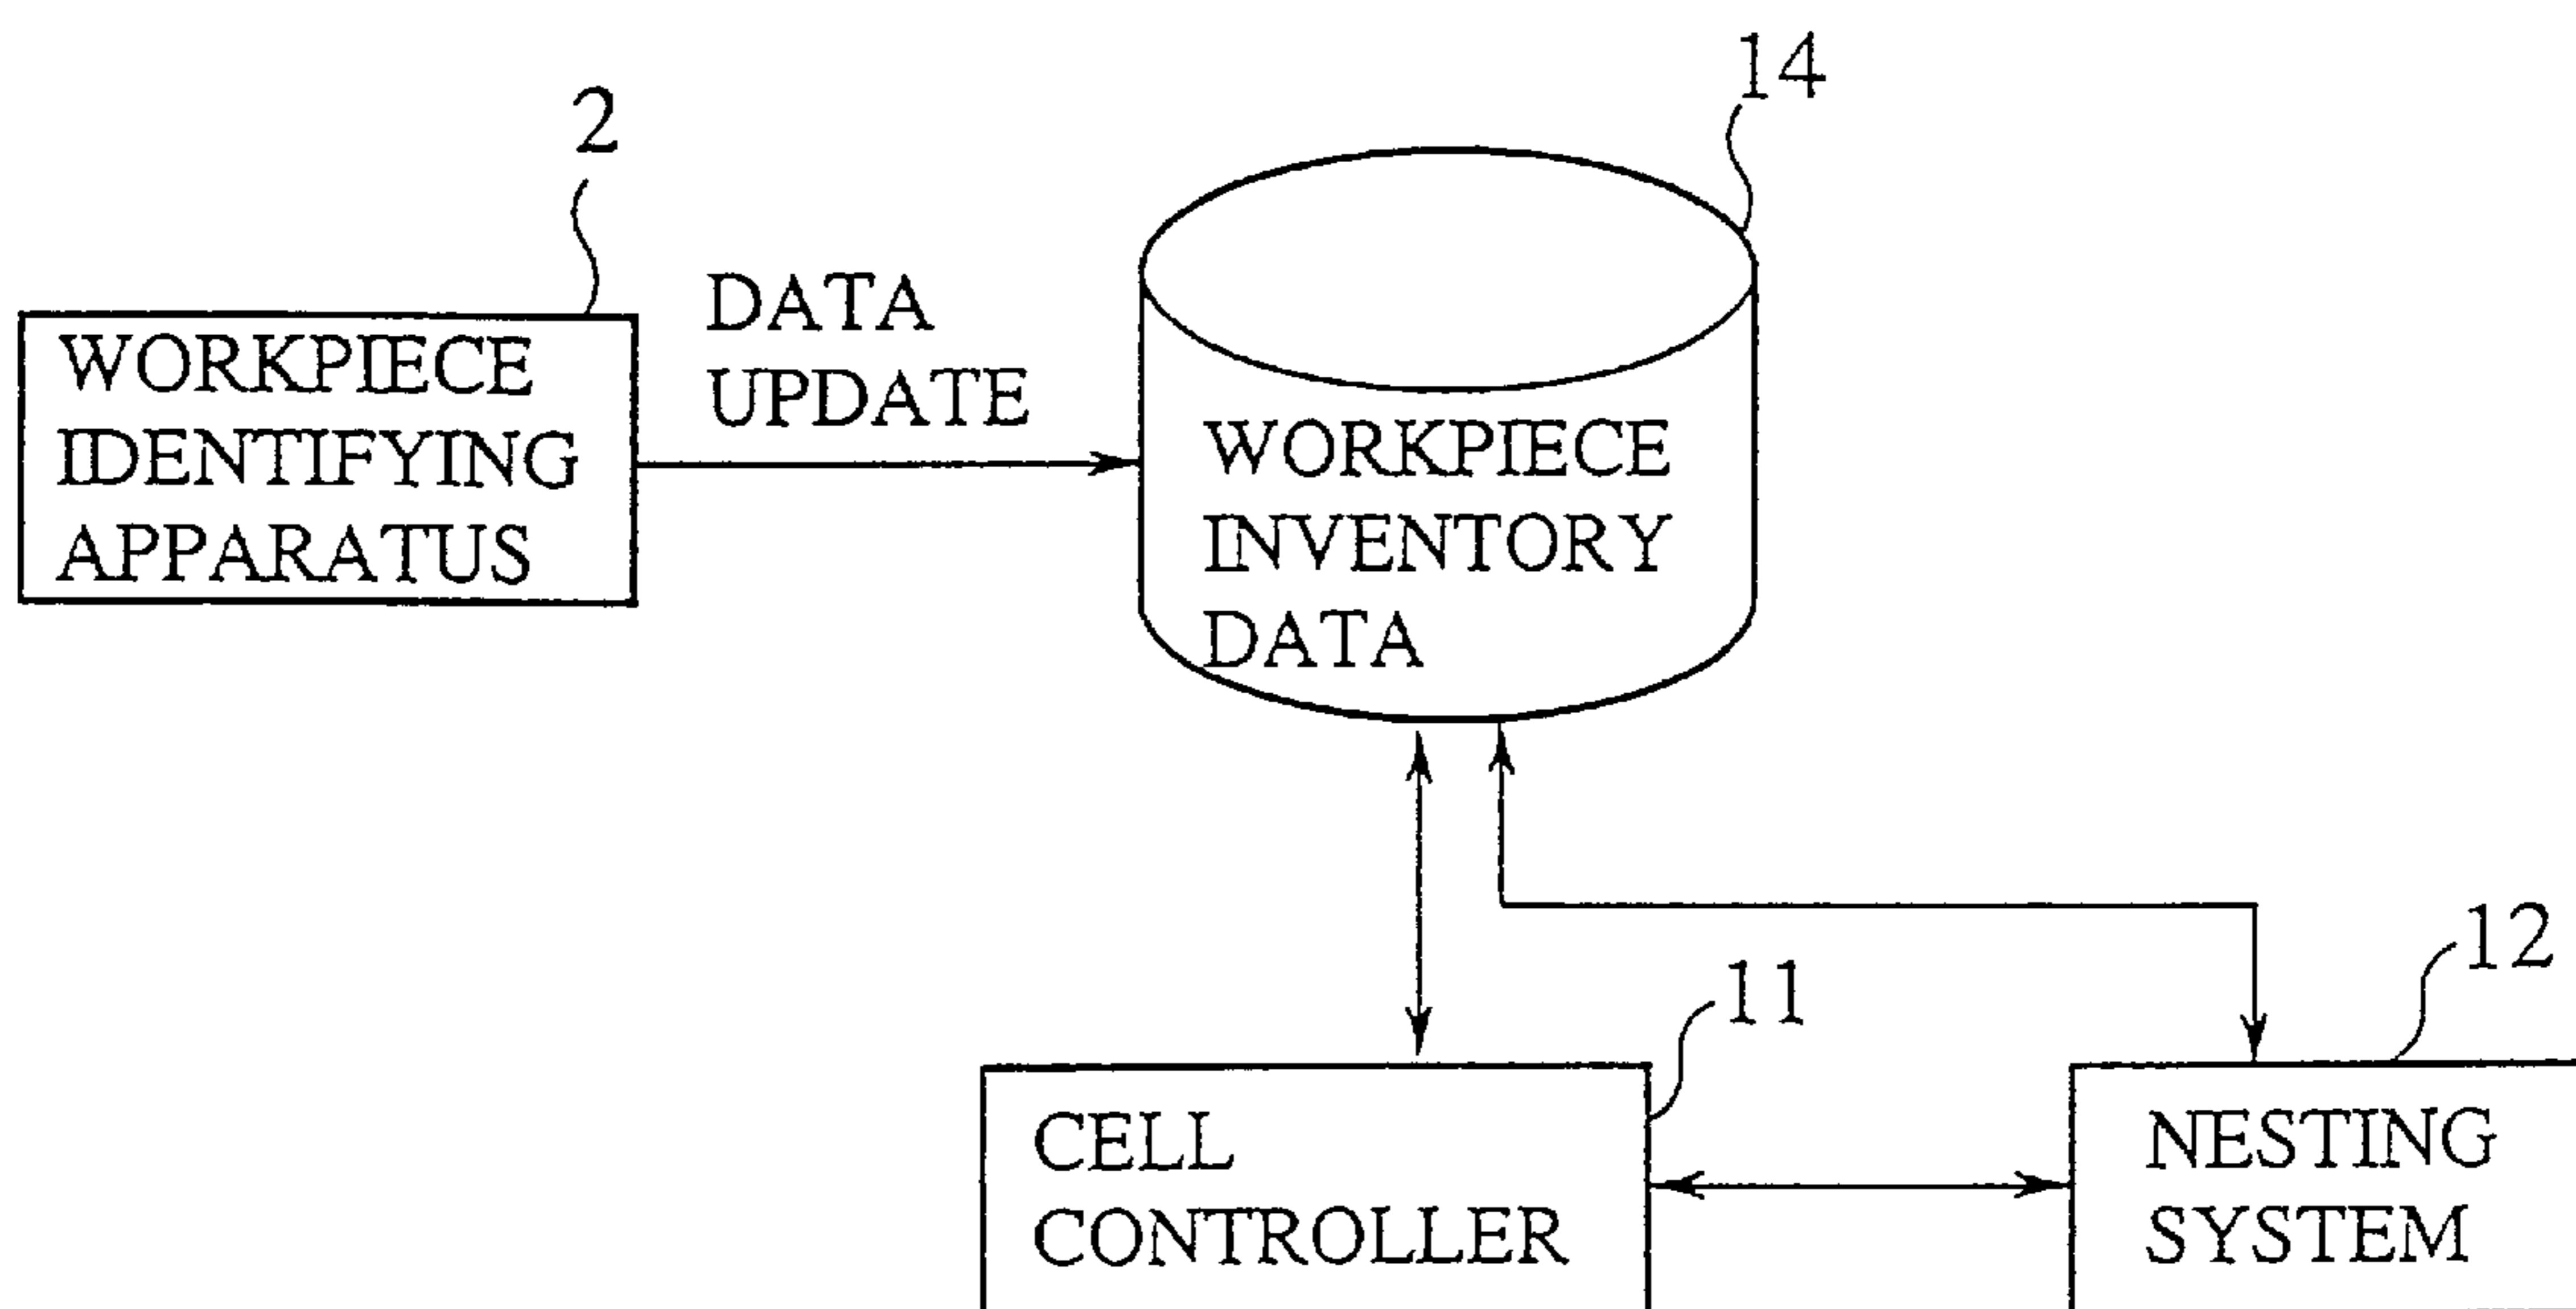 14
2
DATA
UPDATE
WORKPIECE
IDENTIFYING
APPARATUS
WORKPIECE
INVENTORY
DATA
12
11
CELL
CONTROLLER
NESTING
SYSTEM